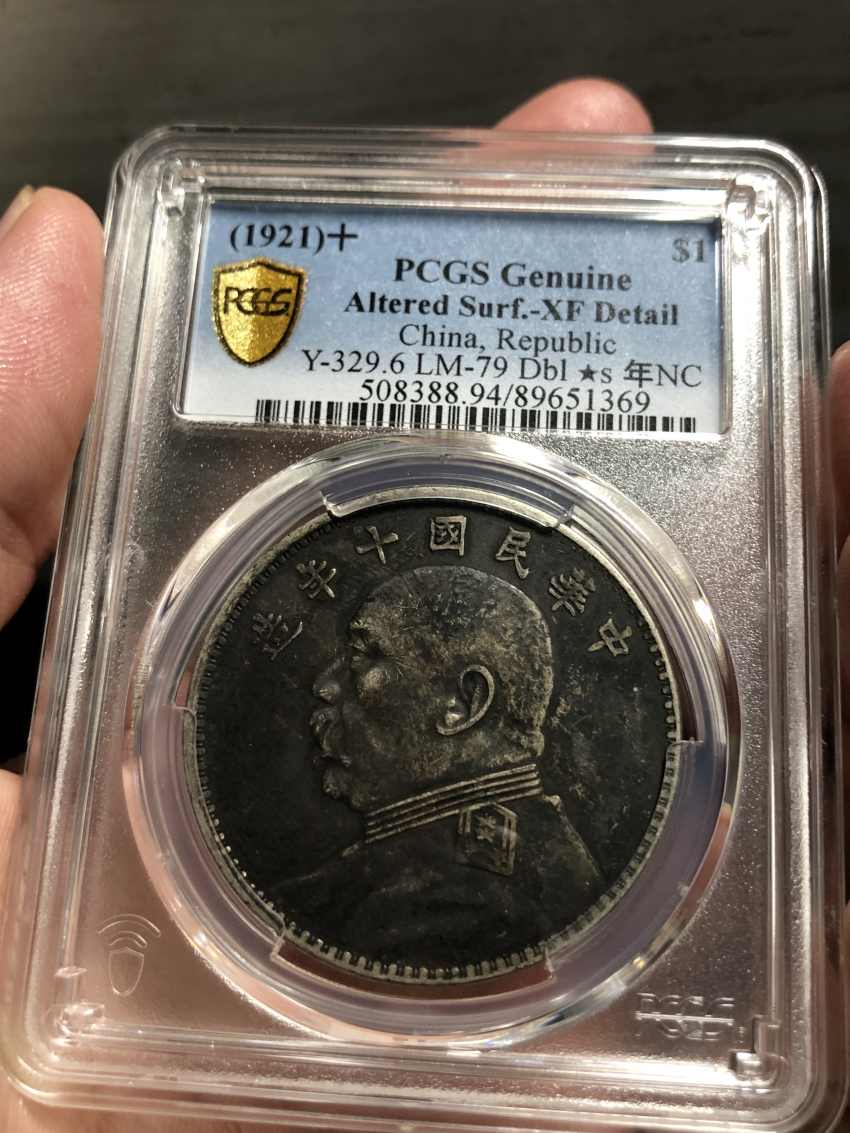 (1921)+ $1
PCGS
PCGS Genuine
Altered Surf.-XF Detail
China, Republic
Y-329.6 LM-79 Dbl ★s 年NC
508388.94/89651369
造年十國民華中
PCGS